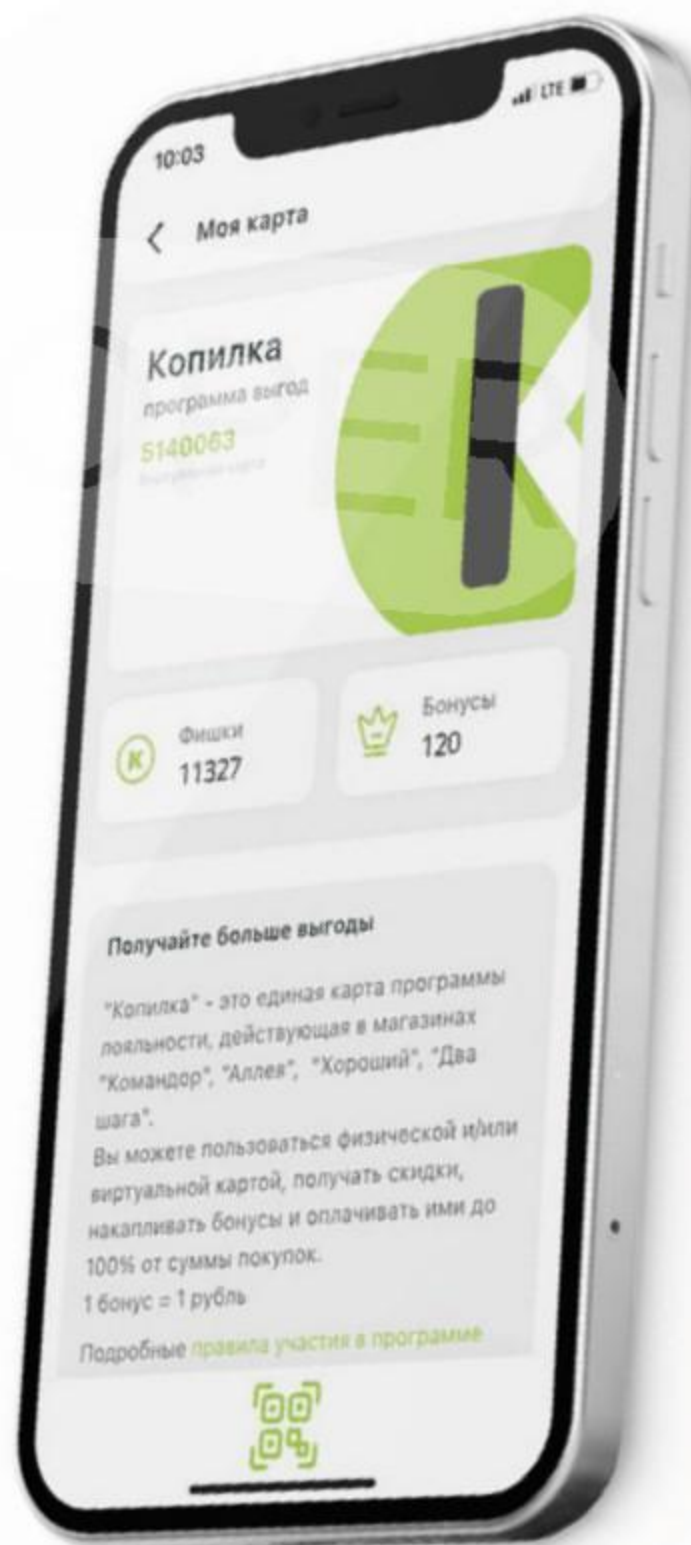 10:03
LTE
Моя карта
Копилка
программа выгод
5140063
Фишки
11327
Бонусы
120
Получайте больше выгоды
"Копилка" - это единая карта программы
лояльности, действующая в магазинах
"Командор", "Аллея", "Хороший", "Два
шага".
Вы можете пользоваться физической и/или
виртуальной картой, получать скидки,
накапливать бонусы и оплачивать ими до
100% от суммы покупок.
1 бонус = 1 рубль
Подробные правила участия в программе